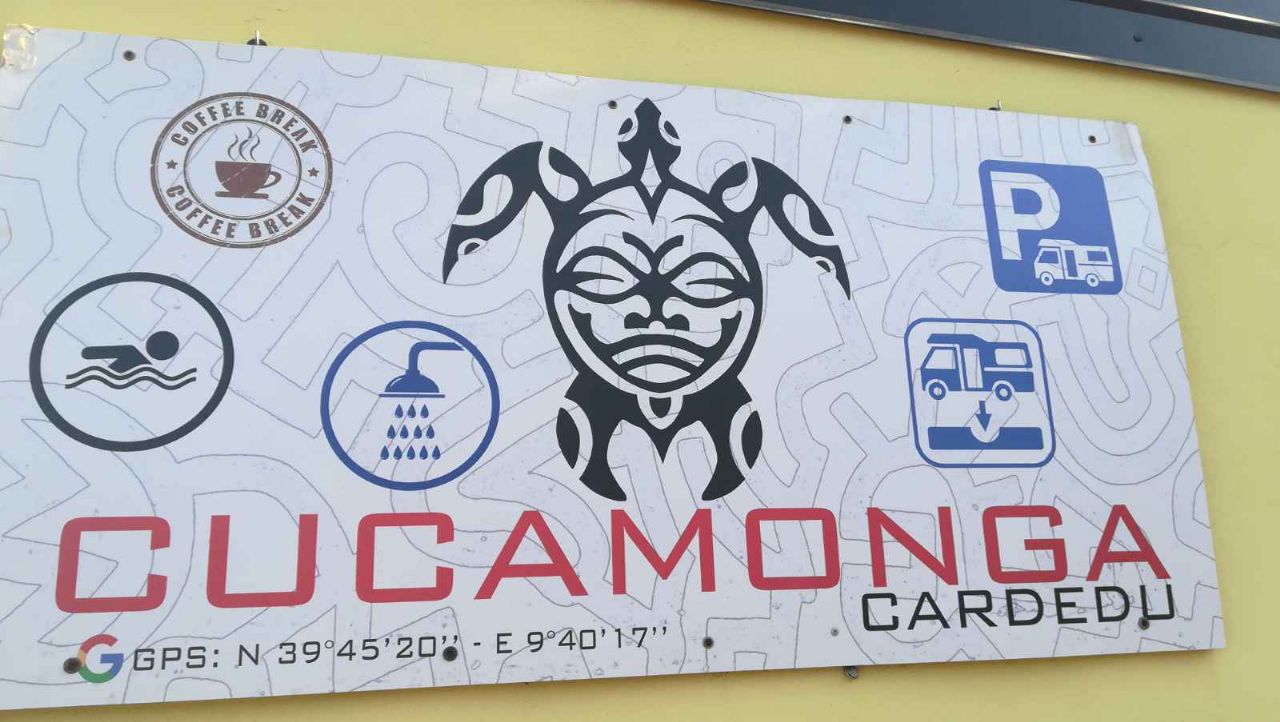 COFFEE BREAK
COFFEE BREAK
P
CUCAMONGA
CARDEDU
G GPS: N 39°45'20'' - E 9°40'17''